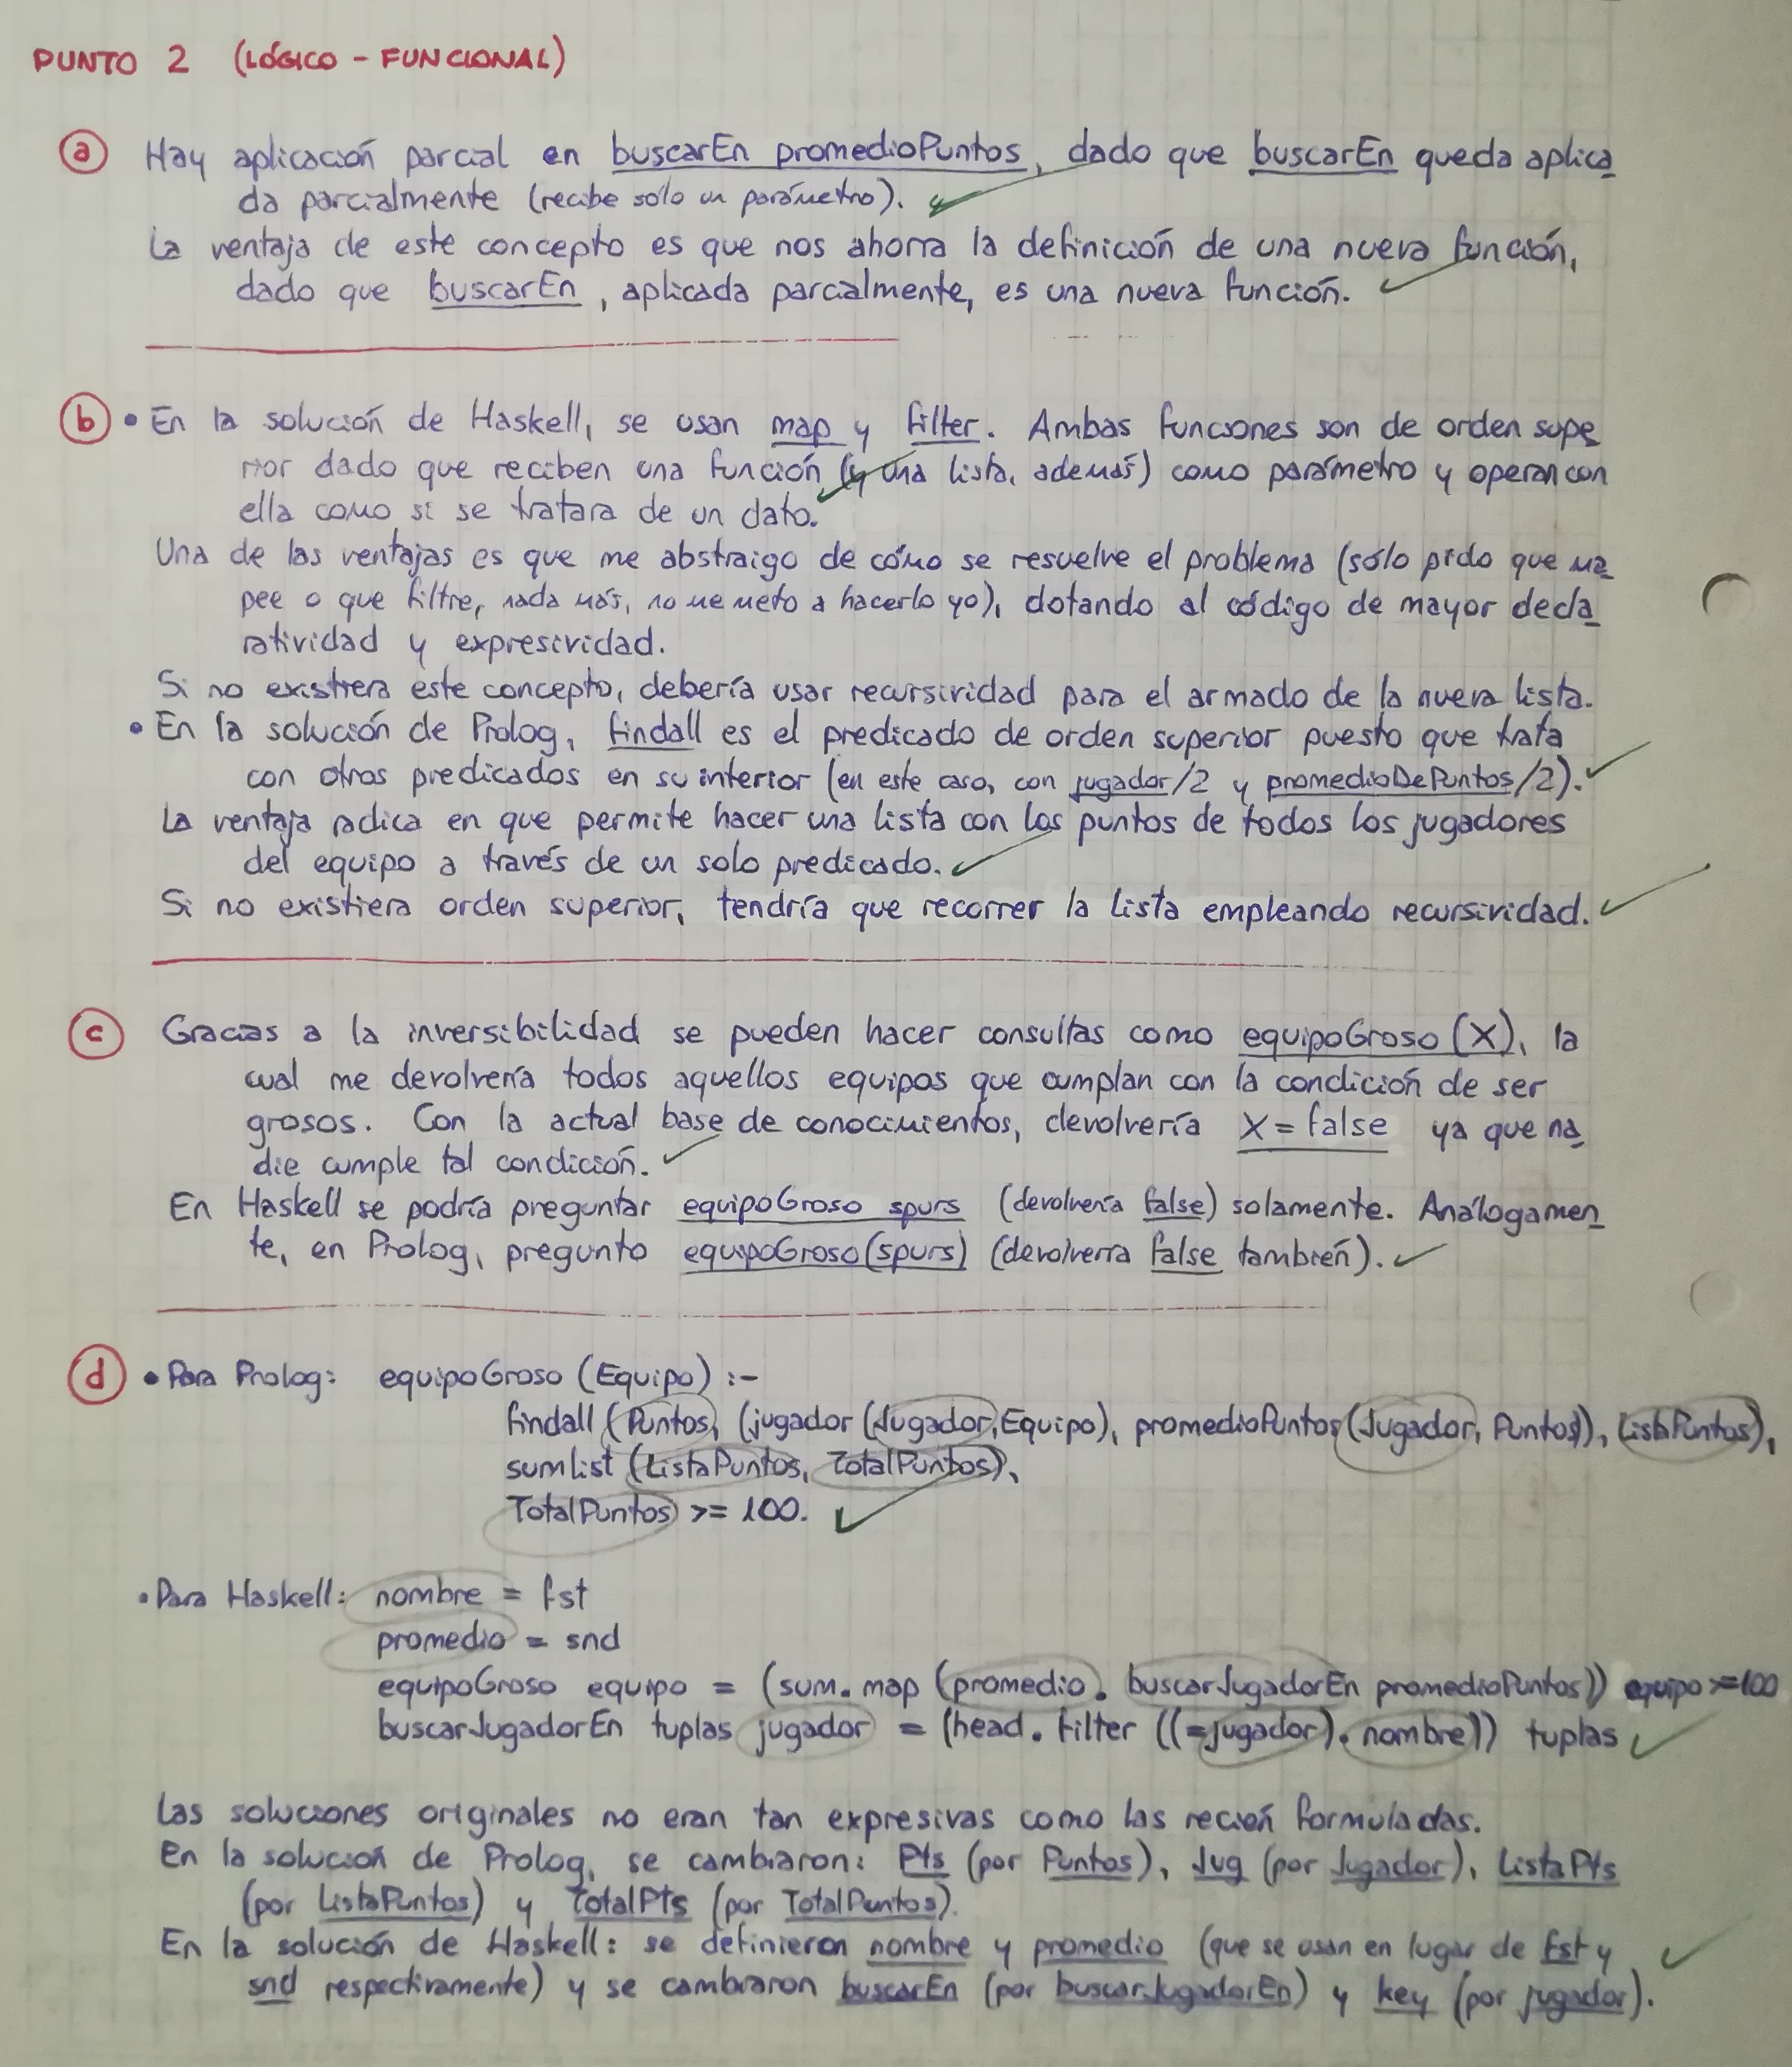 PUNTO 2 (LÓGICO - FUNCIONAL)
a Hay aplicación parcial en buscarEn promedioPuntos, dado que buscarEn queda aplica
da parcialmente (recibe sólo un parámetro).
La ventaja de este concepto es que nos ahorra la definición de una nueva función,
dado que buscarEn, aplicada parcialmente, es una nueva función.
b • En la solución de Haskell, se usan map y filter. Ambas funciones son de orden supe
rior dado que reciben una función (y una lista, además) como parámetro y operan con
ella como si se tratara de un dato.
Una de las ventajas es que me abstraigo de cómo se resuelve el problema (sólo pido que ma
pee o que filtre, nada más, no me meto a hacerlo yo), dotando al código de mayor decla
ratividad y expresividad.
Si no existiera este concepto, debería usar recursividad para el armado de la nueva lista.
• En la solución de Prolog, findall es el predicado de orden superior puesto que trata
con otros predicados en su interior (en este caso, con jugador/2 y promedioDePuntos/2).
La ventaja radica en que permite hacer una lista con los puntos de todos los jugadores
del equipo a través de un solo predicado.
Si no existiera orden superior, tendría que recorrer la lista empleando recursividad.
c Gracias a la inversibilidad se pueden hacer consultas como equipoGroso(X), la
cual me devolvería todos aquellos equipos que cumplan con la condición de ser
grosos. Con la actual base de conocimientos, devolvería X = false ya que na
die cumple tal condición.
En Haskell se podría preguntar equipoGroso spurs (devolvería false) solamente. Análogamen
te, en Prolog, pregunto equipoGroso(spurs) (devolvería false también).
d • Para Prolog: equipoGroso (Equipo) :-
findall (Puntos, (jugador (Jugador, Equipo), promedioPuntos (Jugador, Puntos)), ListaPuntos),
sumlist (ListaPuntos, TotalPuntos),
TotalPuntos >= 100.
• Para Haskell: nombre = fst
promedio = snd
equipoGroso equipo = (sum. map (promedio. buscarJugadorEn promedioPuntos)) equipo >=100
buscarJugadorEn tuplas jugador = (head. filter ((=jugador). nombre)) tuplas
Las soluciones originales no eran tan expresivas como las recién formuladas.
En la solución de Prolog, se cambiaron: Pts (por Puntos), Jug (por Jugador), ListaPts
(por ListaPuntos) y TotalPts (por TotalPuntos).
En la solución de Haskell: se definieron nombre y promedio (que se usan en lugar de fst y
snd respectivamente) y se cambiaron buscarEn (por buscarJugadorEn) y key (por jugador).